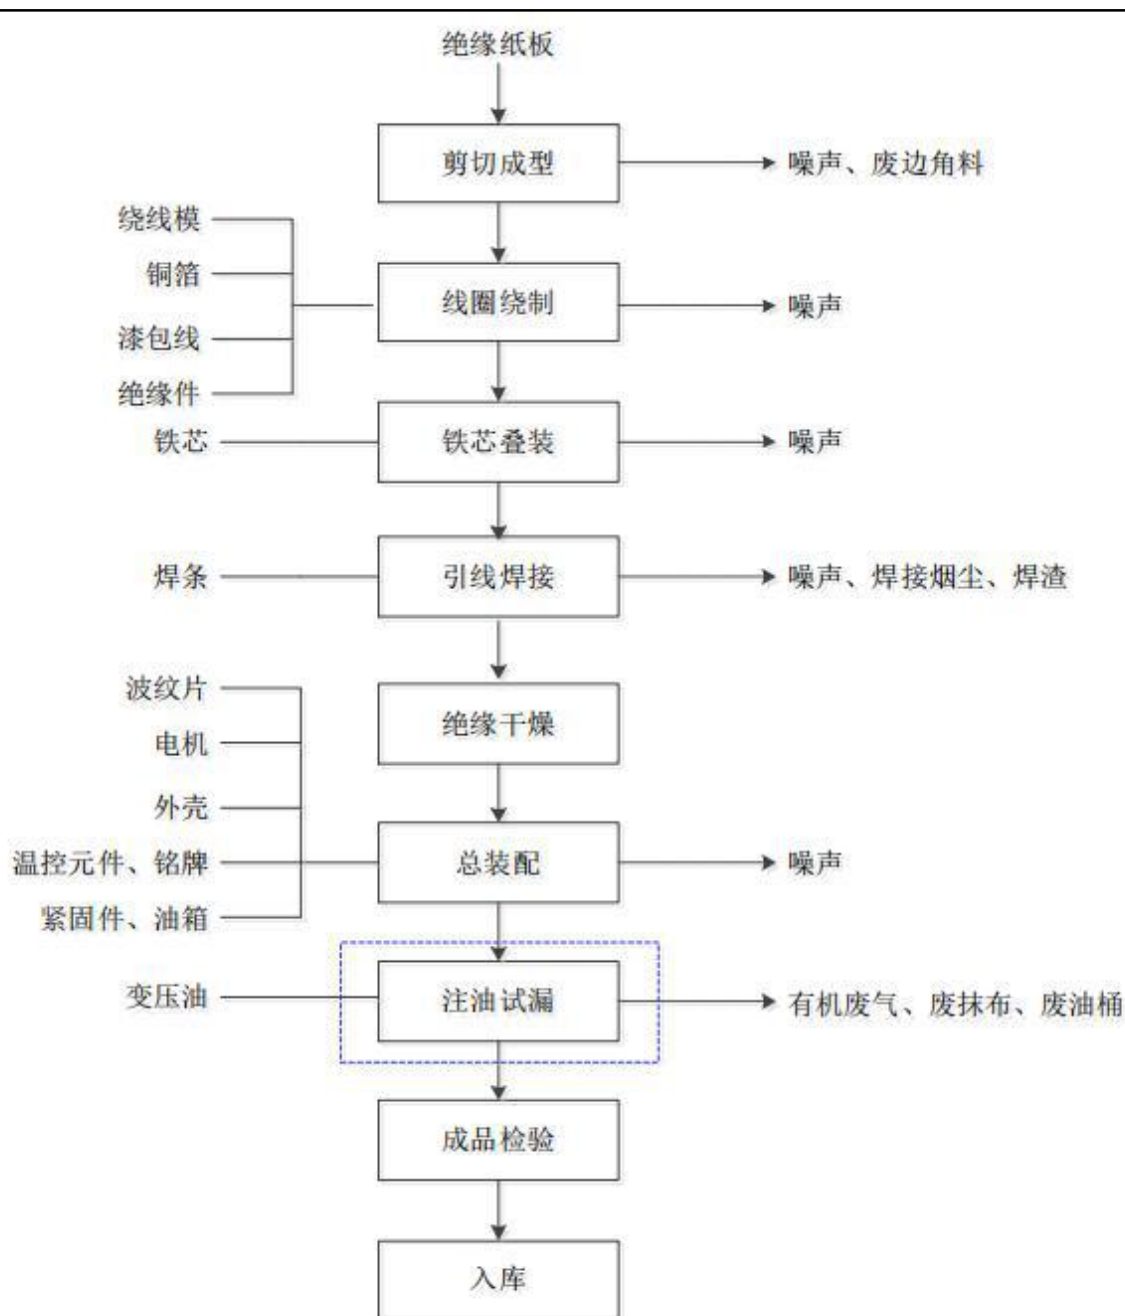 绝缘纸板
剪切成型
噪声、废边角料
绕线模
铜箔
漆包线
绝缘件
线圈绕制
噪声
铁芯
铁芯叠装
噪声
焊条
引线焊接
噪声、焊接烟尘、焊渣
绝缘干燥
波纹片
电机
外壳
温控元件、铭牌
紧固件、油箱
总装配
噪声
变压油
注油试漏
有机废气、废抹布、废油桶
成品检验
入库